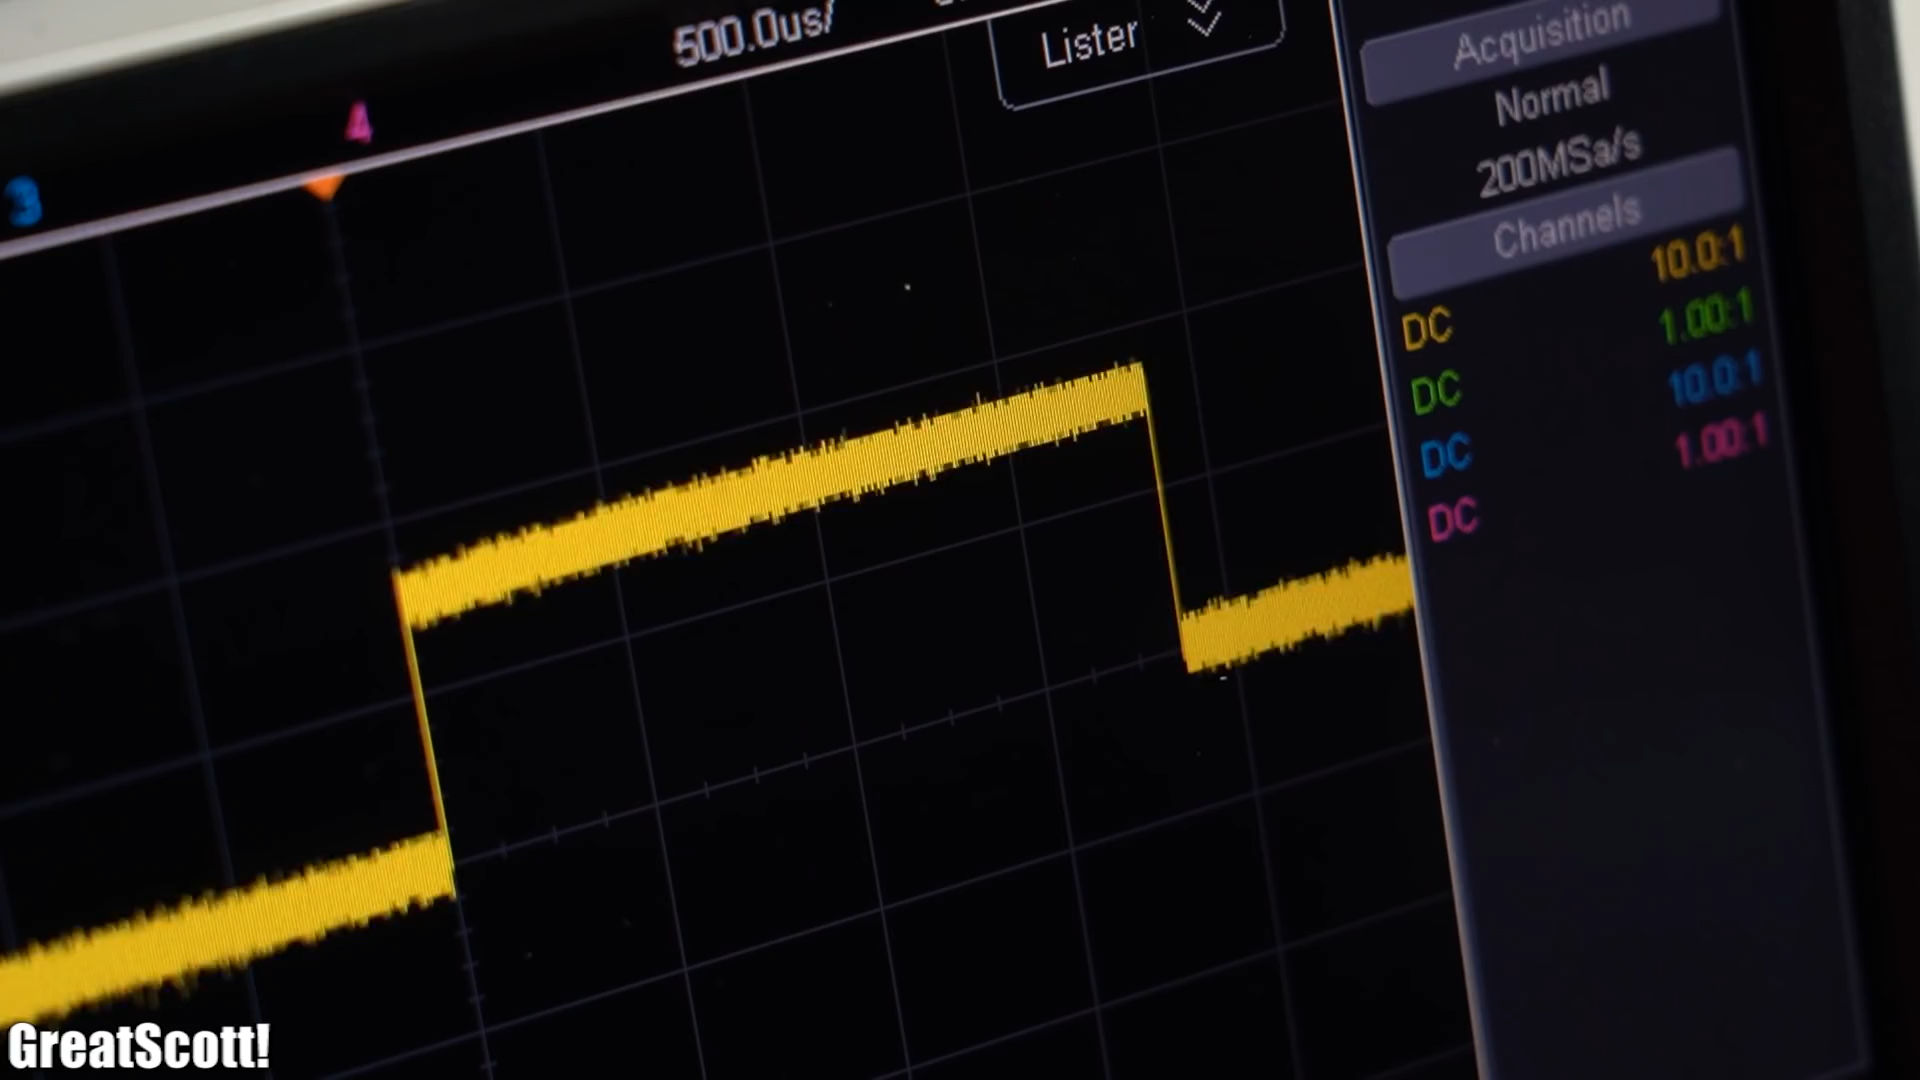 500.0us/
Lister
4
3
Acquisition
Normal
200MSa/s
Channels
DC 10.0:1
DC 1.00:1
DC 10.0:1
DC 1.00:1
GreatScott!